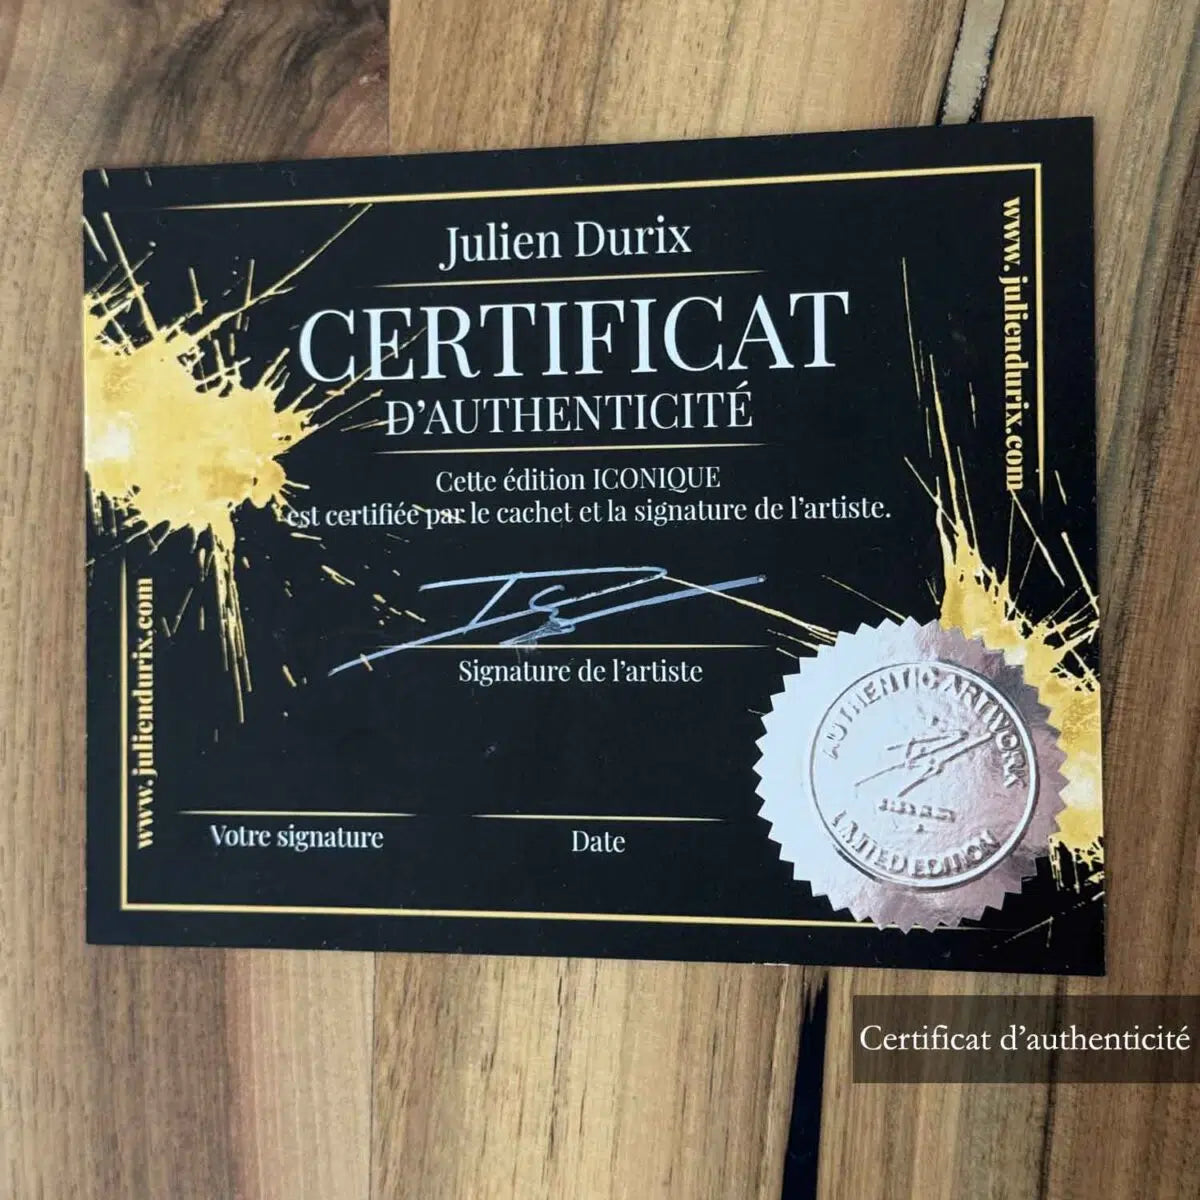 Julien Durix
CERTIFICAT
D'AUTHENTICITÉ
Cette édition ICONIQUE
est certifiée par le cachet et la signature de l'artiste.
Signature de l'artiste
Votre signature
Date
www.juliendurix.com
www.juliendurix.com
AUTHENTIC ARTWORK
LIMITED EDITION
Certificat d'authenticité